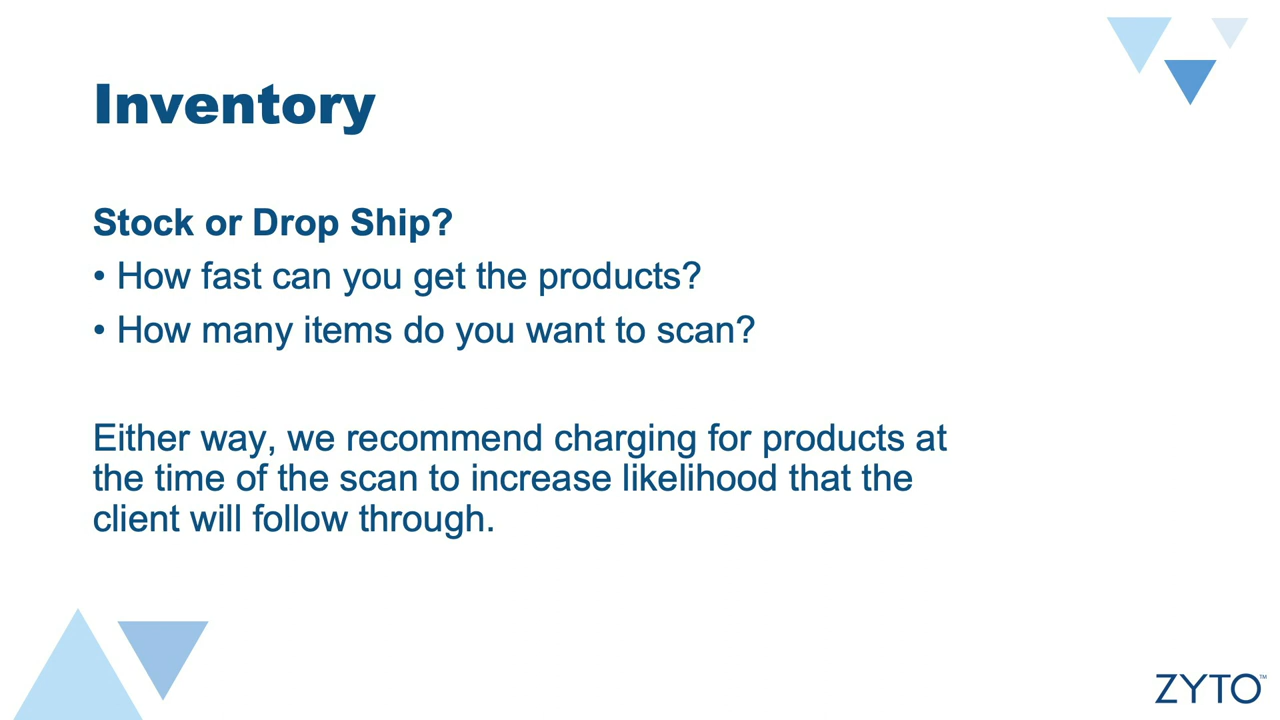 Inventory
Stock or Drop Ship?
• How fast can you get the products?
• How many items do you want to scan?
Either way, we recommend charging for products at
the time of the scan to increase likelihood that the
client will follow through.
ZYTO™